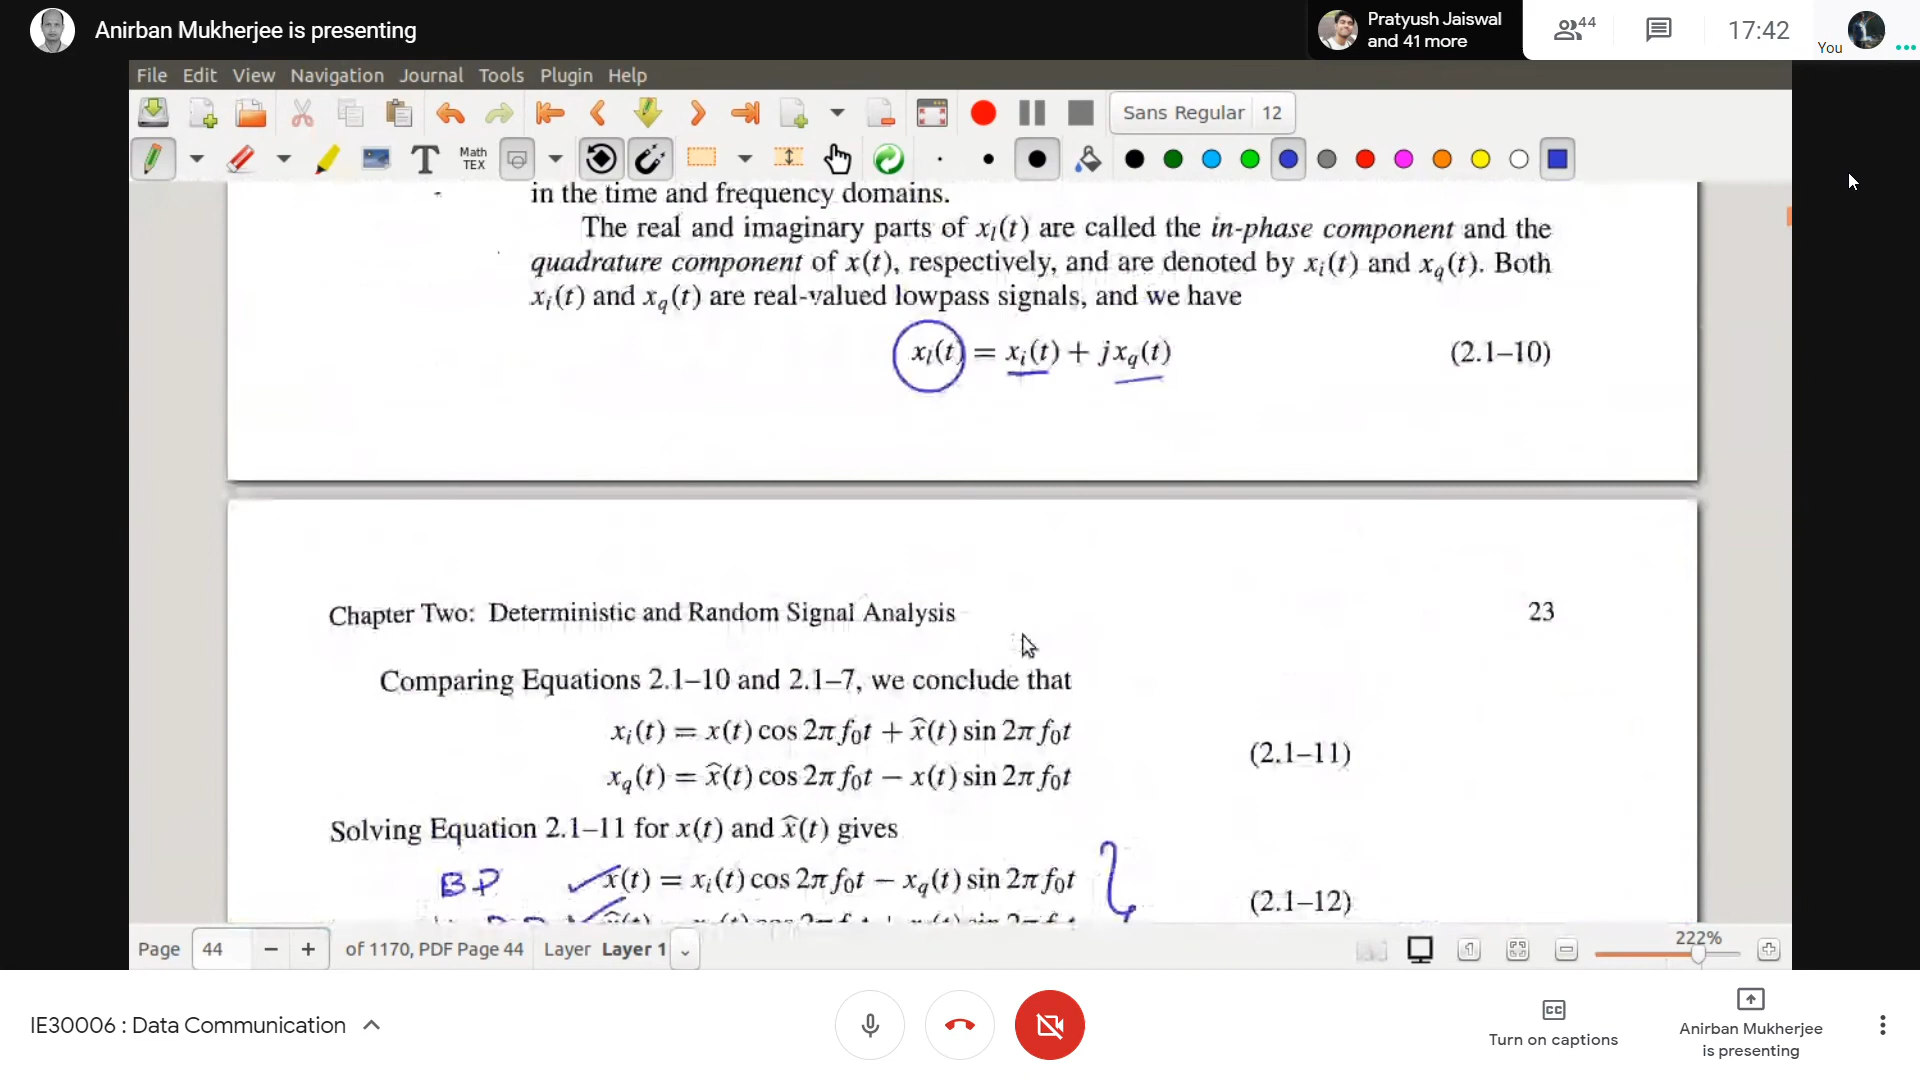 Anirban Mukherjee is presenting
Pratyush Jaiswal
and 41 more
44
17:42
You
File Edit View Navigation Journal Tools Plugin Help
Sans Regular 12
Math
TEX
in the time and frequency domains.
The real and imaginary parts of xₗ(t) are called the in-phase component and the
quadrature component of x(t), respectively, and are denoted by xᵢ(t) and x_q(t). Both
xᵢ(t) and x_q(t) are real-valued lowpass signals, and we have
xₗ(t) = xᵢ(t) + jx_q(t) (2.1–10)
Chapter Two: Deterministic and Random Signal Analysis 23
Comparing Equations 2.1–10 and 2.1–7, we conclude that
xᵢ(t) = x(t) cos 2π f₀t + x̂(t) sin 2π f₀t
(2.1–11)
x_q(t) = x̂(t) cos 2π f₀t − x(t) sin 2π f₀t
Solving Equation 2.1–11 for x(t) and x̂(t) gives
BP x(t) = xᵢ(t) cos 2π f₀t − x_q(t) sin 2π f₀t
(2.1–12)
Page 44 of 1170, PDF Page 44 Layer Layer 1
222%
IE30006 : Data Communication
Turn on captions
Anirban Mukherjee
is presenting